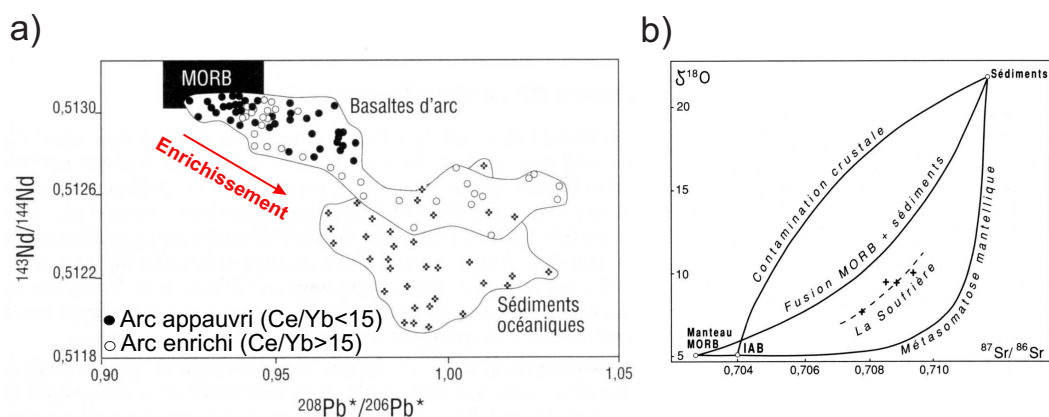 a)
MORB
0,5130
Basaltes d'arc
Enrichissement
0,5126
143Nd/144Nd
0,5122
Sédiments
océaniques
Arc appauvri (Ce/Yb<15)
Arc enrichi (Ce/Yb>15)
0,5118
0,90
0,95
1,00
1,05
208Pb*/206Pb*
b)
δ18O
Sédiments
20
15
10
5
Contamination crustale
Fusion MORB + sédiments
La Soufrière
Métasomatose mantellique
Manteau
MORB
IAB
87Sr/86Sr
0,704
0,706
0,708
0,710